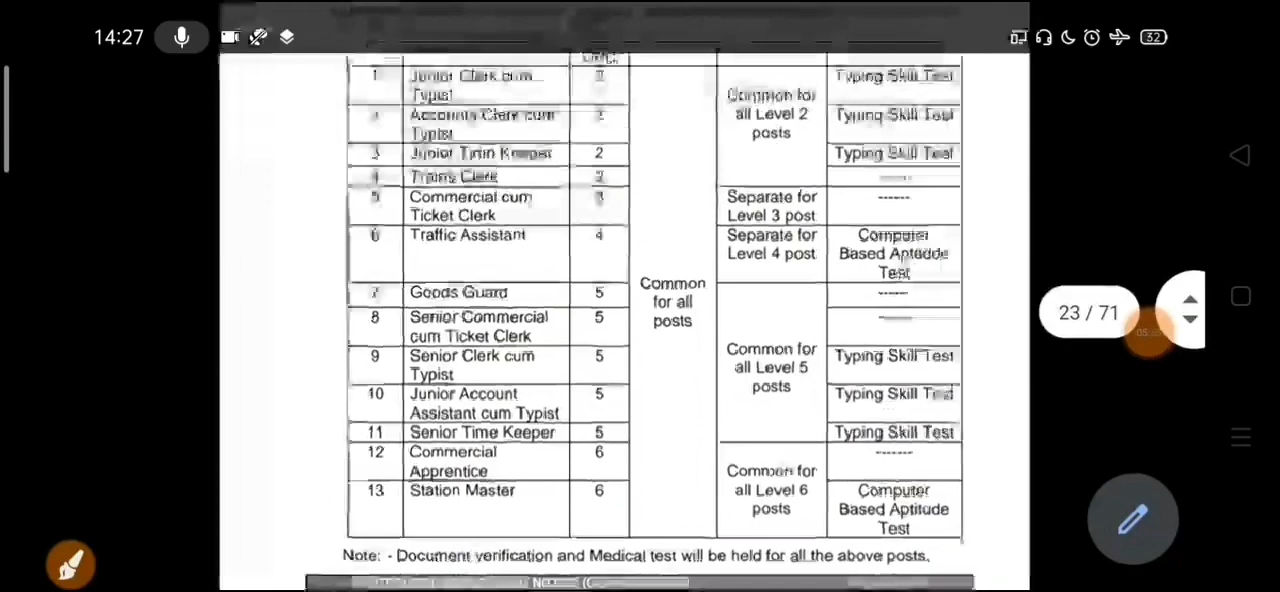 14:27
32
1 Junior Clerk cum Typing Skill Test
Typist Common for
Accounts Clerk cum all Level 2 Typing Skill Test
Typist posts
3 Junior Time Keeper 2 Typing Skill Test
4 Trains Clerk -----
5 Commercial cum 3 Separate for ------
Ticket Clerk Level 3 post
6 Traffic Assistant 4 Separate for Computer
Level 4 post Based Aptitude
Test
Common
for all
posts
7 Goods Guard 5 -----
8 Senior Commercial 5 -----
cum Ticket Clerk
Common for
all Level 5
posts
9 Senior Clerk cum 5 Typing Skill Test
Typist
10 Junior Account 5 Typing Skill Test
Assistant cum Typist
11 Senior Time Keeper 5 Typing Skill Test
12 Commercial 6 -------
Apprentice
Common for
all Level 6
posts
13 Station Master 6 Computer
Based Aptitude
Test
Note: - Document verification and Medical test will be held for all the above posts.
23 / 71